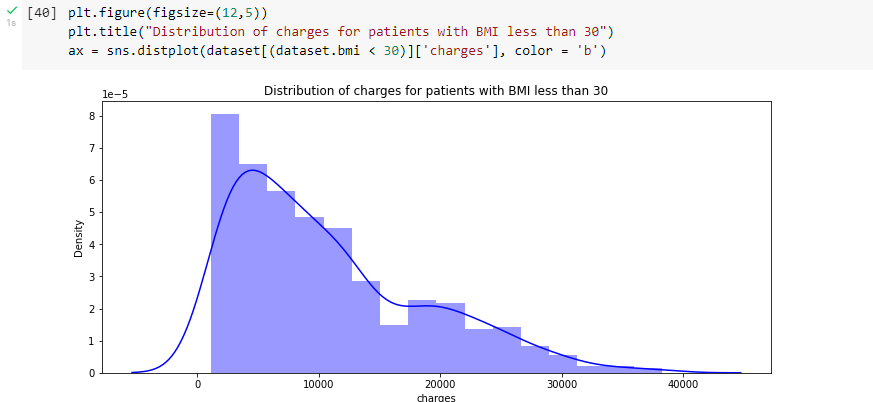 [40] plt.figure(figsize=(12,5))
1s
plt.title("Distribution of charges for patients with BMI less than 30")
ax = sns.distplot(dataset[(dataset.bmi < 30)]['charges'], color = 'b')
Distribution of charges for patients with BMI less than 30
1e−5
8
7
6
5
4
3
2
1
0
Density
0 10000 20000 30000 40000
charges